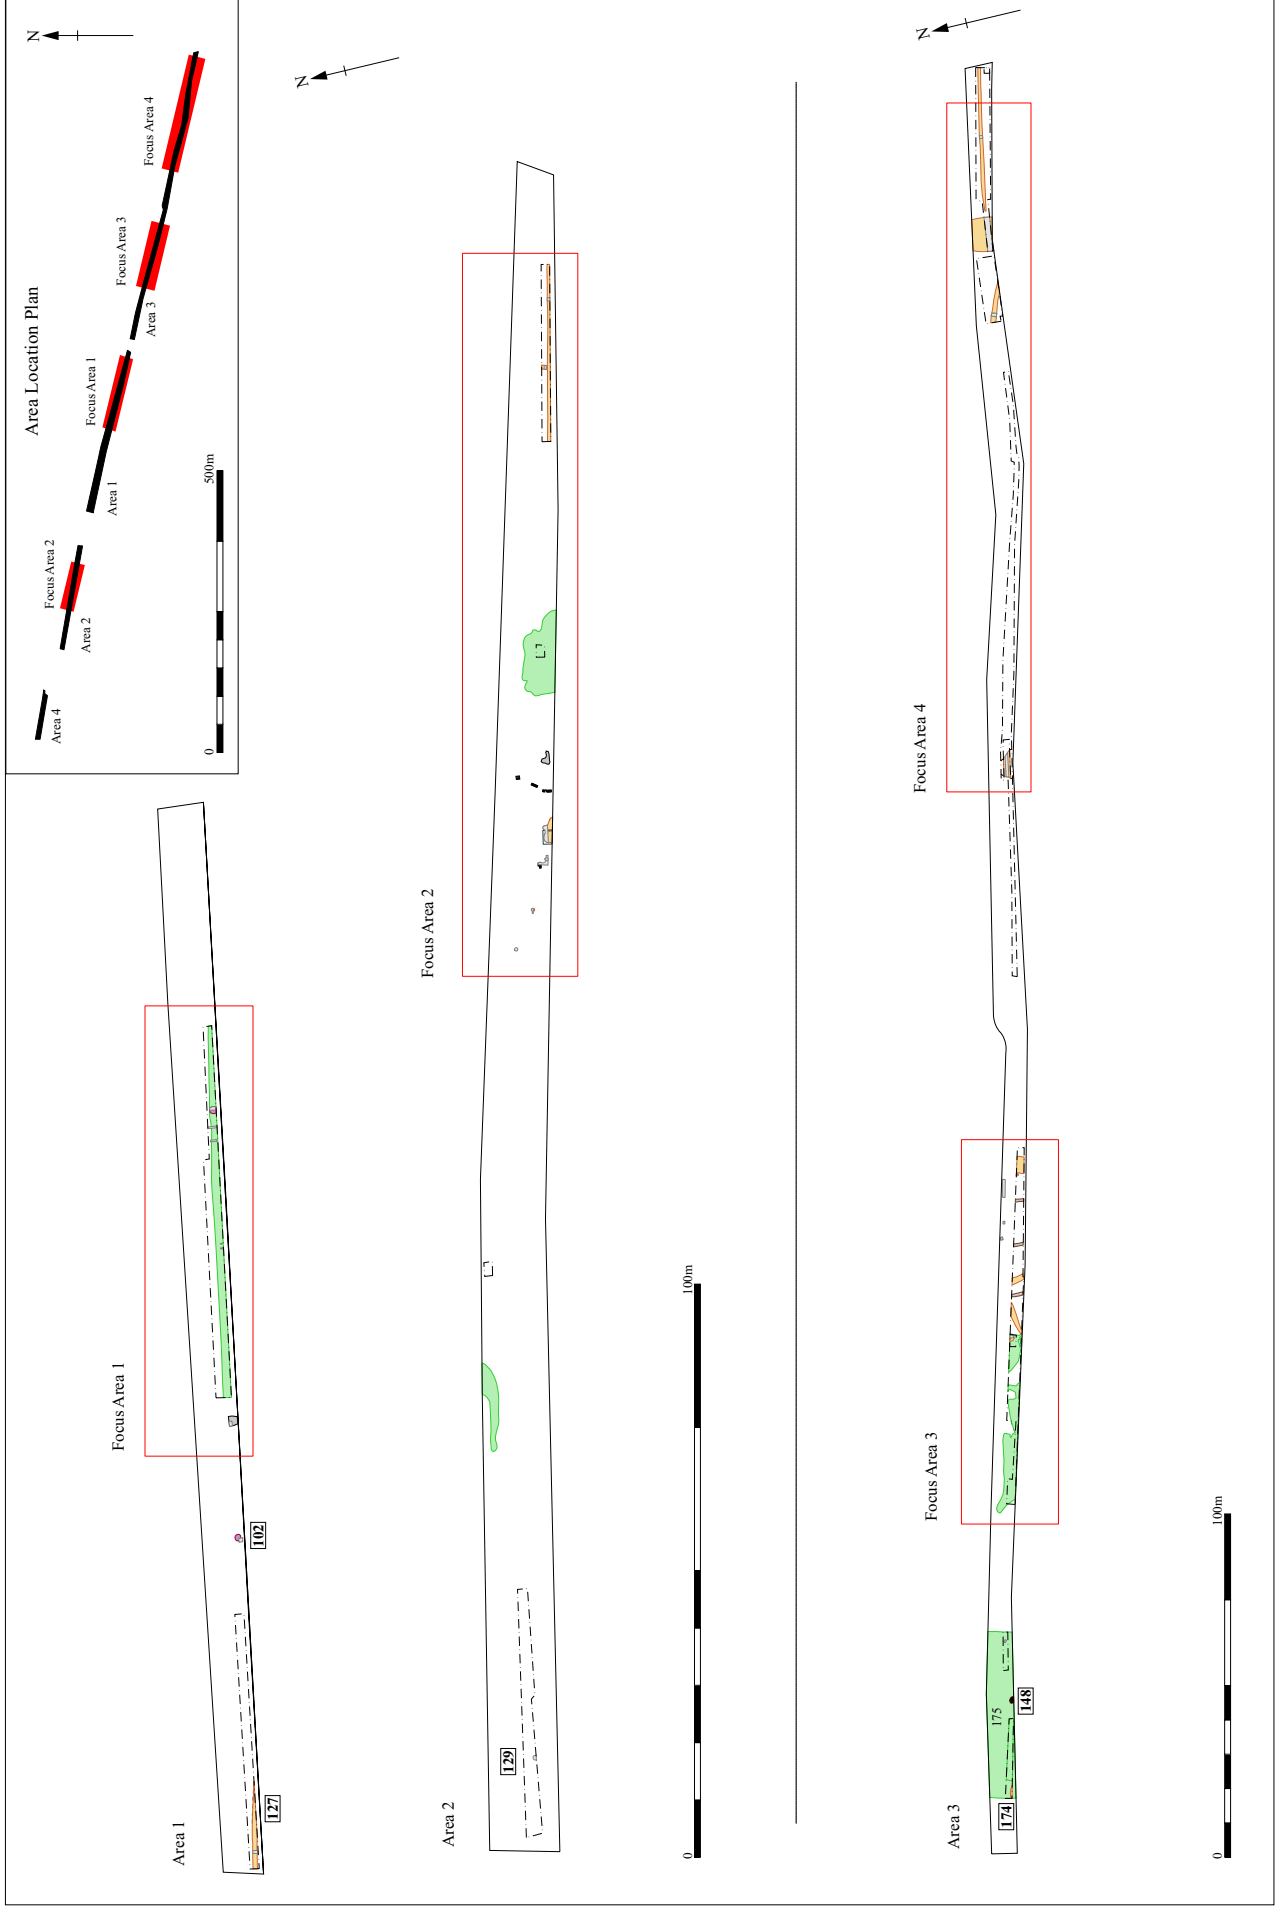 Area Location Plan
N
Area 4
Area 2
Focus Area 2
Area 1
Focus Area 1
Area 3
Focus Area 3
Focus Area 4
0
500m
Area 1
Focus Area 1
127
102
N
Area 2
Focus Area 2
129
0
100m
N
Area 3
Focus Area 3
Focus Area 4
174
175
148
0
100m